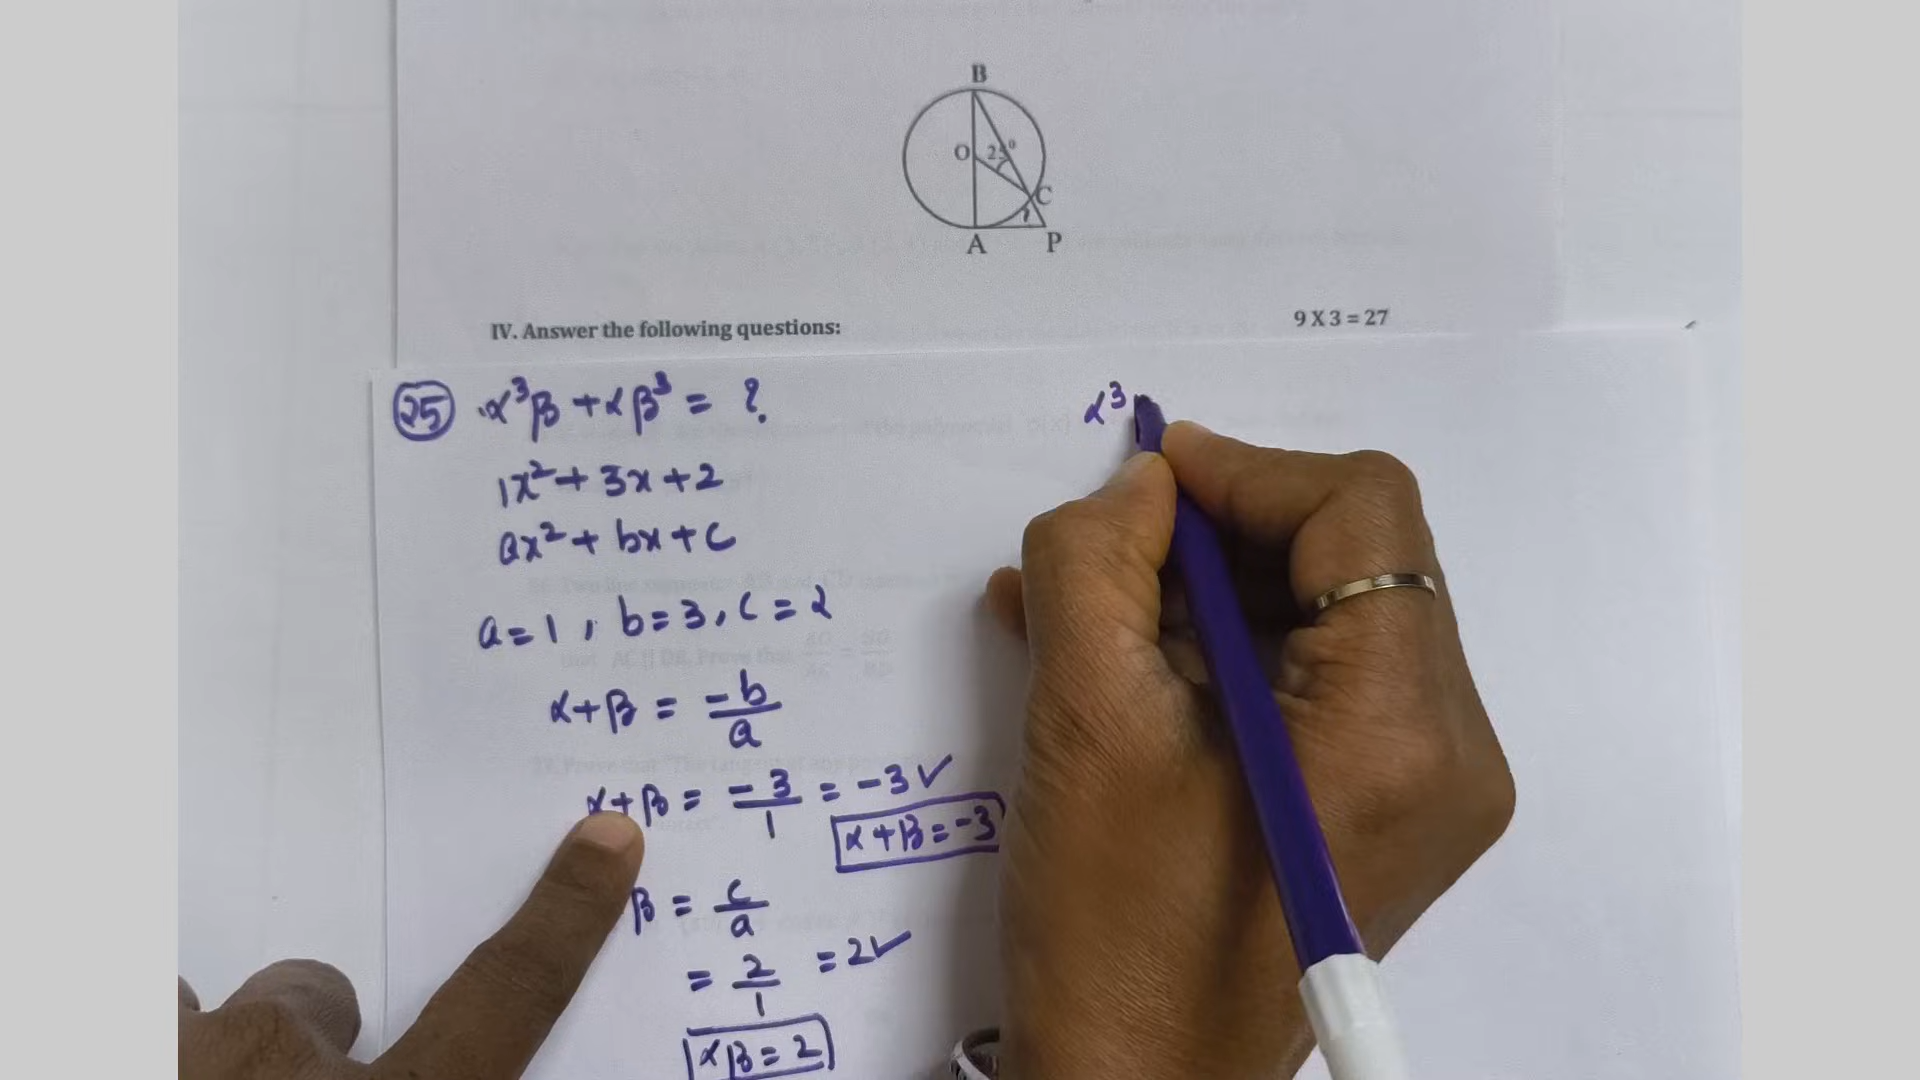 B
O 25°
C
A P
IV. Answer the following questions: 9 X 3 = 27
25 α³β + αβ³ = ? α³
1x² + 3x + 2
ax² + bx + c
a = 1 , b = 3 , c = 2
α+β = -b/a
α+β = -3/1 = -3 ✓
α+β = -3
β = c/a
= 2/1 = 2 ✓
αβ = 2